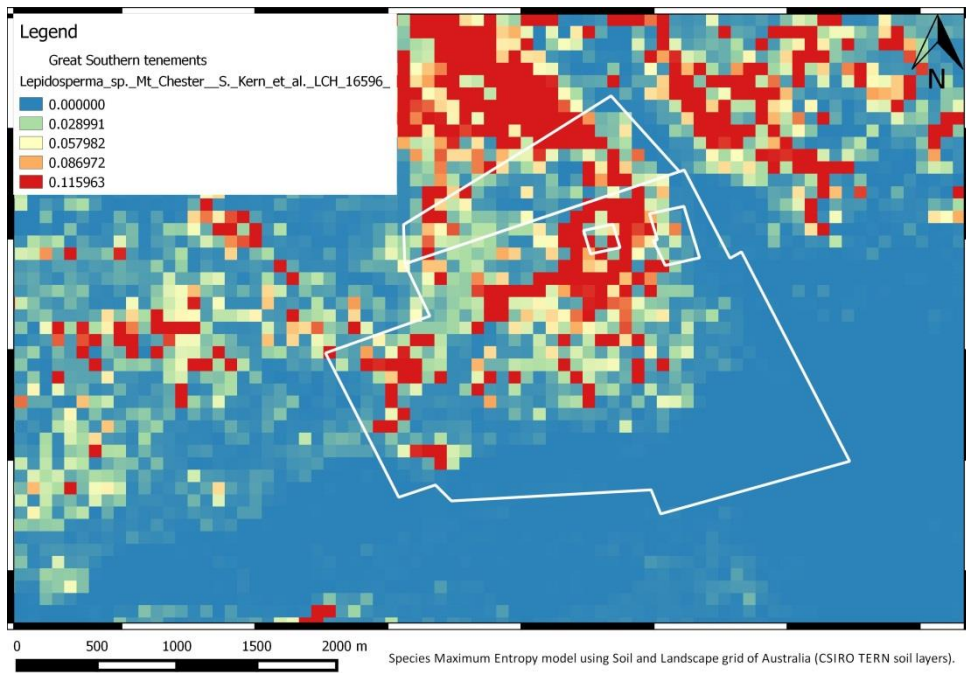 Legend
Great Southern tenements
Lepidosperma_sp._Mt_Chester__S._Kern_et_al._LCH_16596_
0.000000
0.028991
0.057982
0.086972
0.115963
N
0 500 1000 1500 2000 m
Species Maximum Entropy model using Soil and Landscape grid of Australia (CSIRO TERN soil layers).